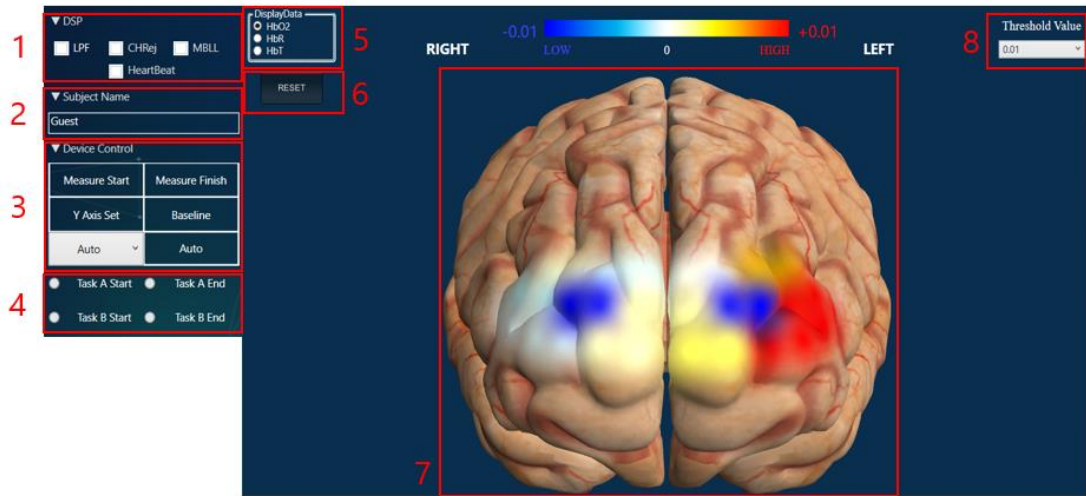 1
▼ DSP
LPF CHRej MBLL
HeartBeat
2
▼ Subject Name
Guest
3
▼ Device Control
Measure Start Measure Finish
Y Axis Set Baseline
Auto Auto
4
Task A Start Task A End
Task B Start Task B End
DisplayData
HbO2
HbR
HbT
5
RESET
6
-0.01 +0.01
RIGHT LOW 0 HIGH LEFT
7
8
Threshold Value
0.01